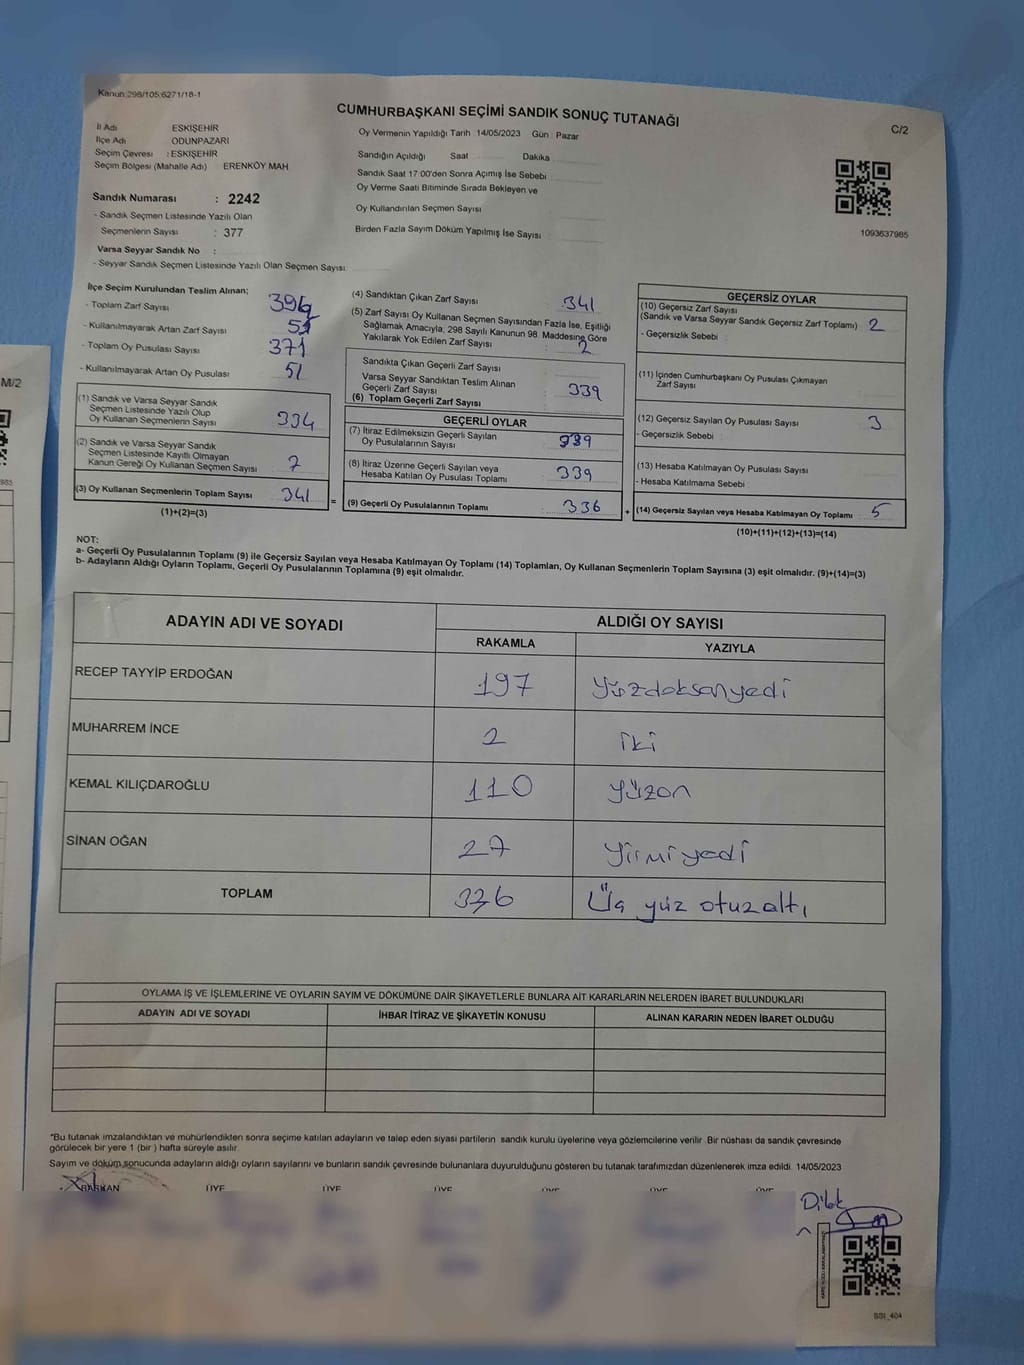 Kanun:298/105;6271/18-1
CUMHURBAŞKANI SEÇİMİ SANDIK SONUÇ TUTANAĞI
C/2
İl Adı ESKİŞEHİR
İlçe Adı ODUNPAZARI
Seçim Çevresi : ESKİŞEHİR
Seçim Bölgesi (Mahalle Adı) : ERENKÖY MAH
Sandık Numarası : 2242
- Sandık Seçmen Listesinde Yazılı Olan
Seçmenlerin Sayısı : 377
Varsa Seyyar Sandık No :
- Seyyar Sandık Seçmen Listesinde Yazılı Olan Seçmen Sayısı:
Oy Vermenin Yapıldığı Tarih : 14/05/2023 Gün : Pazar
Sandığın Açıldığı Saat Dakika
Sandık Saat 17:00'den Sonra Açımış İse Sebebi
Oy Verme Saati Bitiminde Sırada Bekleyen ve
Oy Kullandırılan Seçmen Sayısı
Birden Fazla Sayım Döküm Yapılmış İse Sayısı :
1093637985
İlçe Seçim Kurulundan Teslim Alınan;
- Toplam Zarf Sayısı
- Kullanılmayarak Artan Zarf Sayısı
- Toplam Oy Pusulası Sayısı 371
- Kullanılmayarak Artan Oy Pusulası 51
(1) Sandık ve Varsa Seyyar Sandık
Seçmen Listesinde Yazılı Olup
Oy Kullanan Seçmenlerin Sayısı 334
(2) Sandık ve Varsa Seyyar Sandık
Seçmen Listesinde Kayıtlı Olmayan
Kanun Gereği Oy Kullanan Seçmen Sayısı 7
(3) Oy Kullanan Seçmenlerin Toplam Sayısı 341
(1)+(2)=(3)
(4) Sandıktan Çıkan Zarf Sayısı 341
(5) Zarf Sayısı Oy Kullanan Seçmen Sayısından Fazla İse, Eşitliği
Sağlamak Amacıyla, 298 Sayılı Kanunun 98. Maddesine Göre
Yakılarak Yok Edilen Zarf Sayısı : 2
Sandıkta Çıkan Geçerli Zarf Sayısı
Varsa Seyyar Sandıktan Teslim Alınan
Geçerli Zarf Sayısı 339
(6) Toplam Geçerli Zarf Sayısı
GEÇERLİ OYLAR
(7) İtiraz Edilmeksizin Geçerli Sayılan
Oy Pusulalarının Sayısı 339
(8) İtiraz Üzerine Geçerli Sayılan veya
Hesaba Katılan Oy Pusulası Toplamı 339
= (9) Geçerli Oy Pusulalarının Toplamı 336 +
GEÇERSİZ OYLAR
(10) Geçersiz Zarf Sayısı
(Sandık ve Varsa Seyyar Sandık Geçersiz Zarf Toplamı) 2
- Geçersizlik Sebebi :
(11) İçinden Cumhurbaşkanı Oy Pusulası Çıkmayan
Zarf Sayısı
(12) Geçersiz Sayılan Oy Pusulası Sayısı 3
- Geçersizlik Sebebi
(13) Hesaba Katılmayan Oy Pusulası Sayısı
- Hesaba Katılmama Sebebi
(14) Geçersiz Sayılan veya Hesaba Katılmayan Oy Toplamı 5
(10)+(11)+(12)+(13)=(14)
NOT:
a- Geçerli Oy Pusulalarının Toplamı (9) ile Geçersiz Sayılan veya Hesaba Katılmayan Oy Toplamı (14) Toplamları, Oy Kullanan Seçmenlerin Toplam Sayısına (3) eşit olmalıdır. (9)+(14)=(3)
b- Adayların Aldığı Oyların Toplamı, Geçerli Oy Pusulalarının Toplamına (9) eşit olmalıdır.
ADAYIN ADI VE SOYADI ALDIĞI OY SAYISI
RAKAMLA YAZIYLA
RECEP TAYYİP ERDOĞAN 197 Yüzdoksanyedi
MUHARREM İNCE 2 İki
KEMAL KILIÇDAROĞLU 110 Yüzon
SİNAN OĞAN 27 Yirmiyedi
TOPLAM 336 Üç yüz otuzaltı
OYLAMA İŞ VE İŞLEMLERİNE VE OYLARIN SAYIM VE DÖKÜMÜNE DAİR ŞİKAYETLERLE BUNLARA AİT KARARLARIN NELERDEN İBARET BULUNDUKLARI
ADAYIN ADI VE SOYADI İHBAR İTİRAZ VE ŞİKAYETİN KONUSU ALINAN KARARIN NEDEN İBARET OLDUĞU
*Bu tutanak imzalandıktan ve mühürlendikten sonra seçime katılan adayların ve talep eden siyasi partilerin sandık kurulu üyelerine veya gözlemcilerine verilir. Bir nüshası da sandık çevresinde
görülecek bir yere 1 (bir ) hafta süreyle asılır.
Sayım ve döküm sonucunda adayların aldığı oyların sayılarını ve bunların sandık çevresinde bulunanlara duyurulduğunu gösteren bu tutanak tarafımızdan düzenlenerek imza edildi. 14/05/2023
BAŞKAN ÜYE ÜYE ÜYE ÜYE ÜYE ÜYE
SSI_404
M/2
985